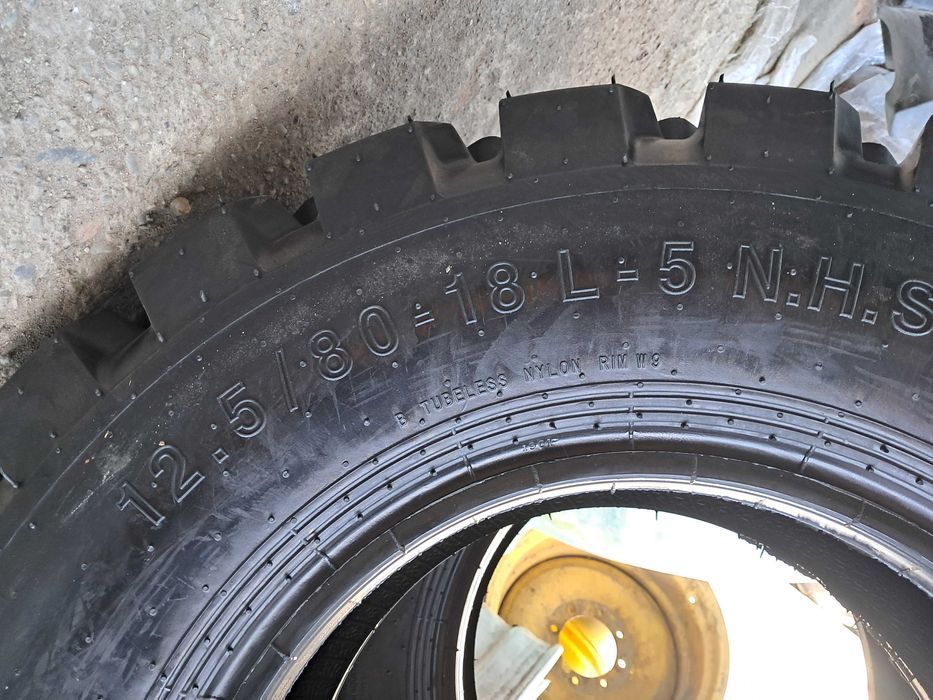 12.5/80-18 L-5 N.H.S
B TUBELESS NYLON RIM W9